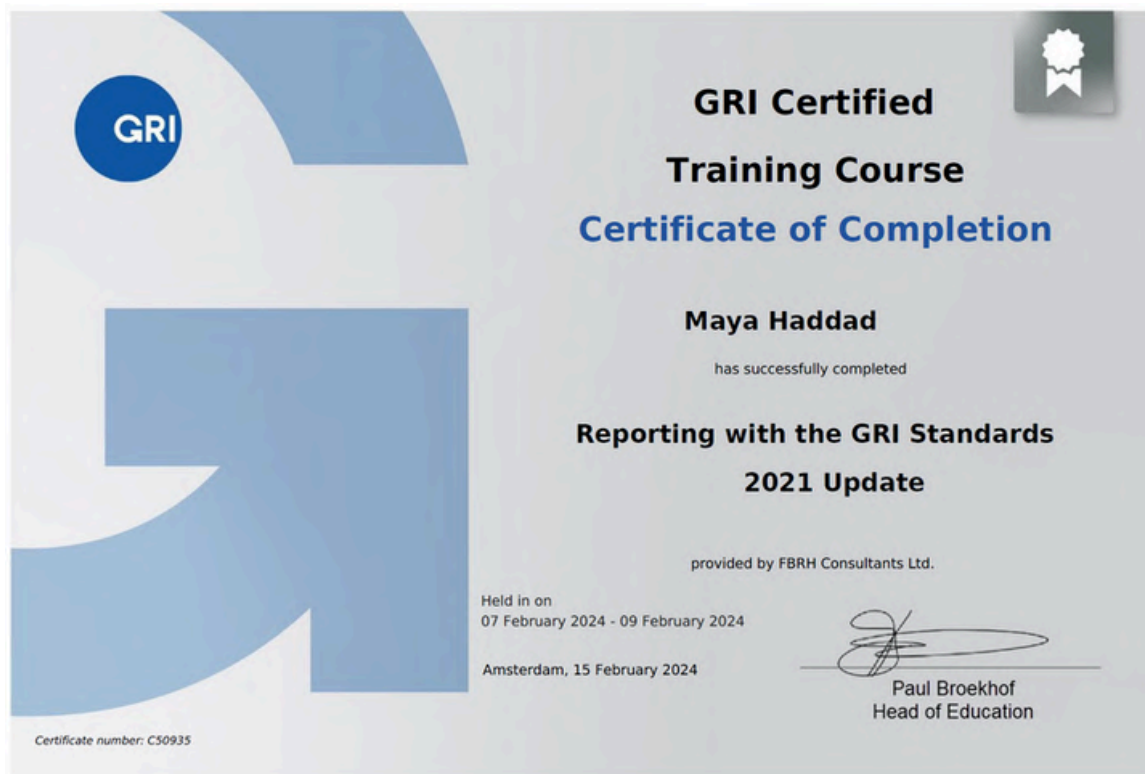 GRI
GRI Certified
Training Course
Certificate of Completion
Maya Haddad
has successfully completed
Reporting with the GRI Standards
2021 Update
provided by FBRH Consultants Ltd.
Held in on
07 February 2024 - 09 February 2024
Amsterdam, 15 February 2024
Paul Broekhof
Head of Education
Certificate number: C50935